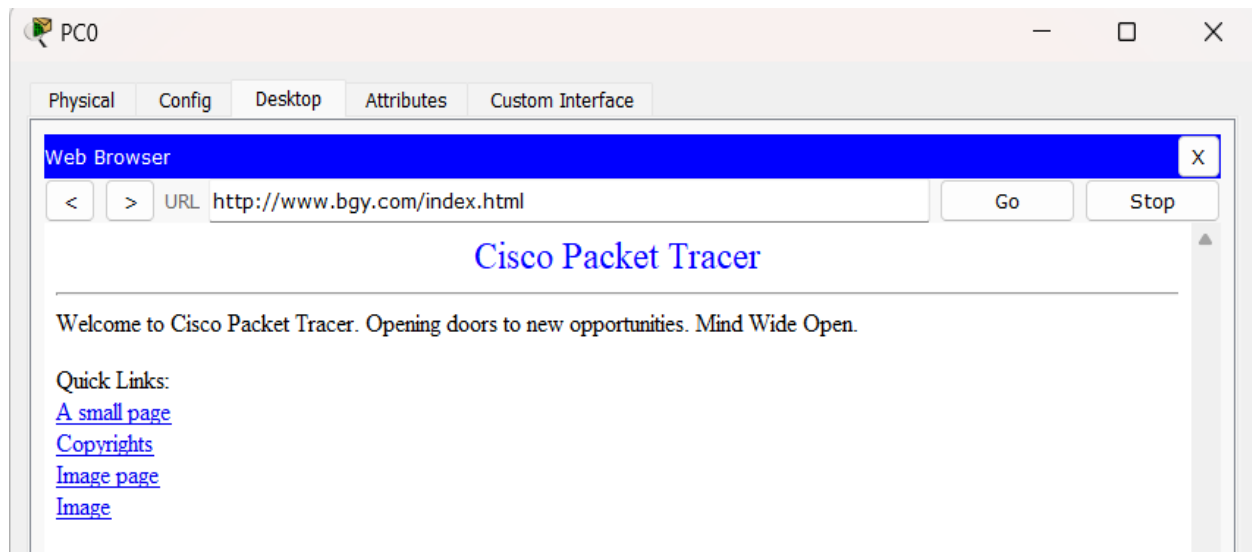 PC0
Physical Config Desktop Attributes Custom Interface
Web Browser X
< > URL http://www.bgy.com/index.html Go Stop
Cisco Packet Tracer
Welcome to Cisco Packet Tracer. Opening doors to new opportunities. Mind Wide Open.
Quick Links:
A small page
Copyrights
Image page
Image